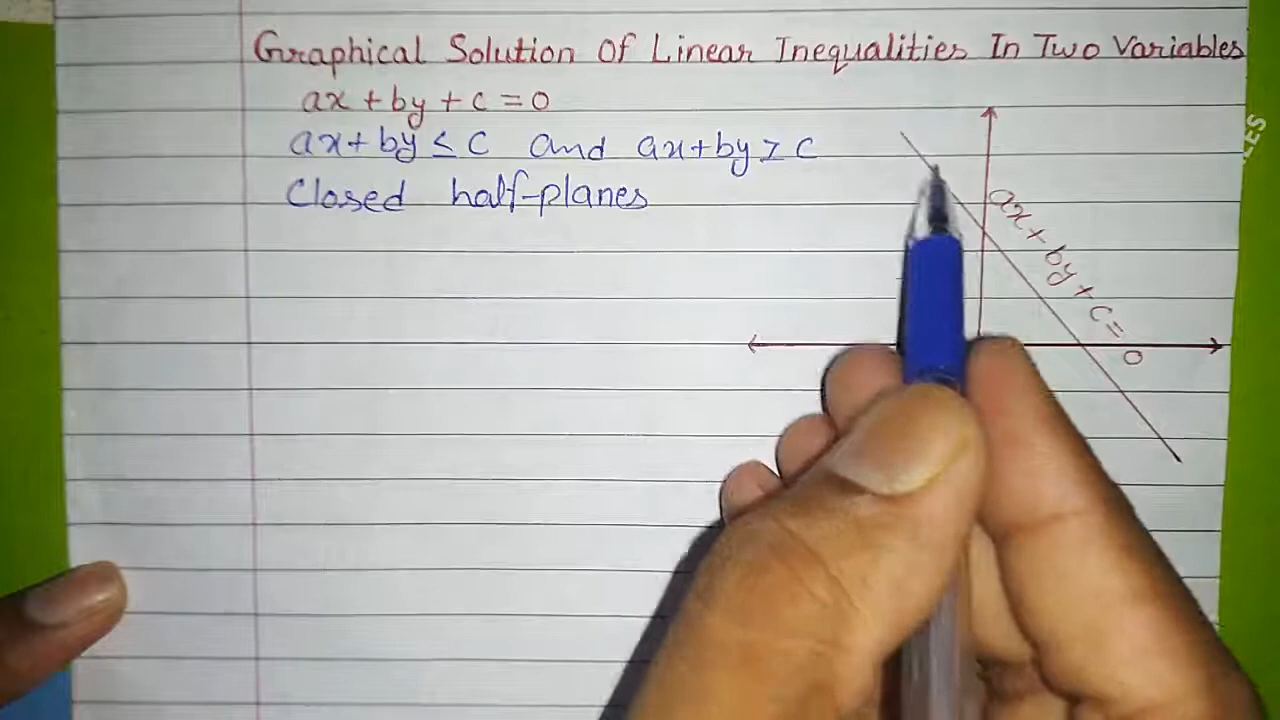 Graphical Solution Of Linear Inequalities In Two Variables
ax + by + c = 0
ax + by ≤ c and ax + by ≥ c
Closed half-planes
ax + by + c = 0